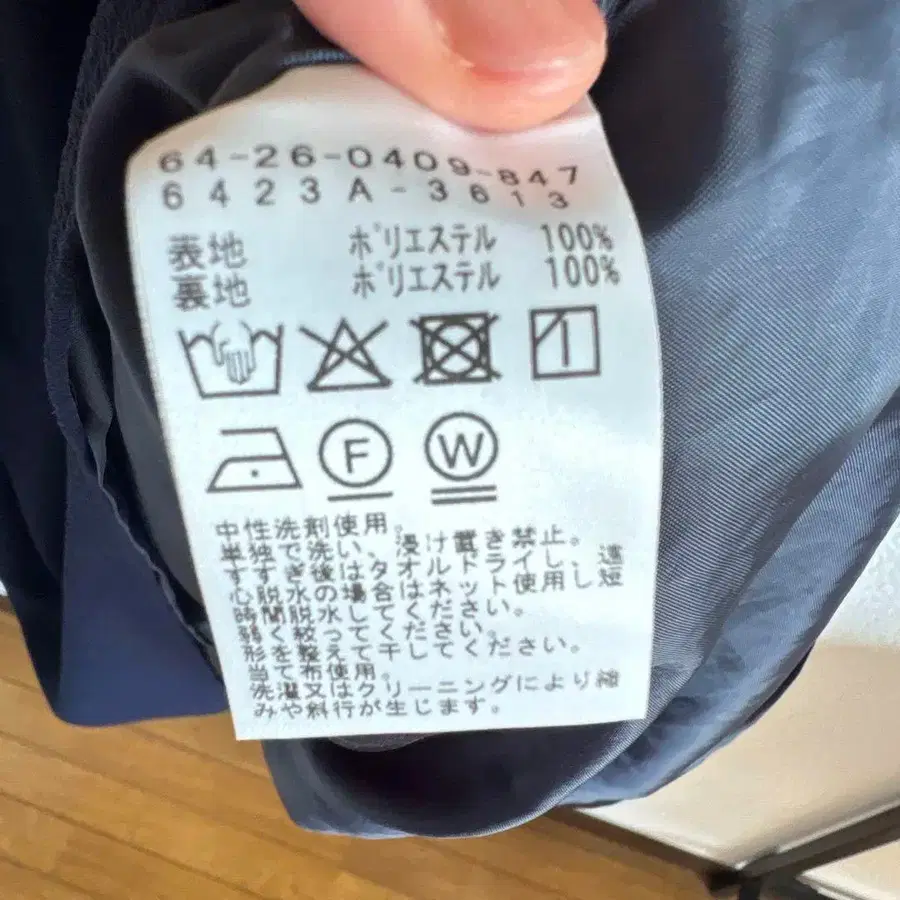 64-26-0409-847
6423A-3613
表地 ポリエステル 100%
裏地 ポリエステル 100%
F W
中性洗剤使用。
単独で洗い、浸け置き禁止。
すすぎ後はタオルドライし、遠
心脱水の場合はネット使用し短
時間脱水してください。
弱く絞ってください。
形を整えて干してください。
当て布使用。
洗濯又はクリーニングにより縮
みや斜行が生じます。